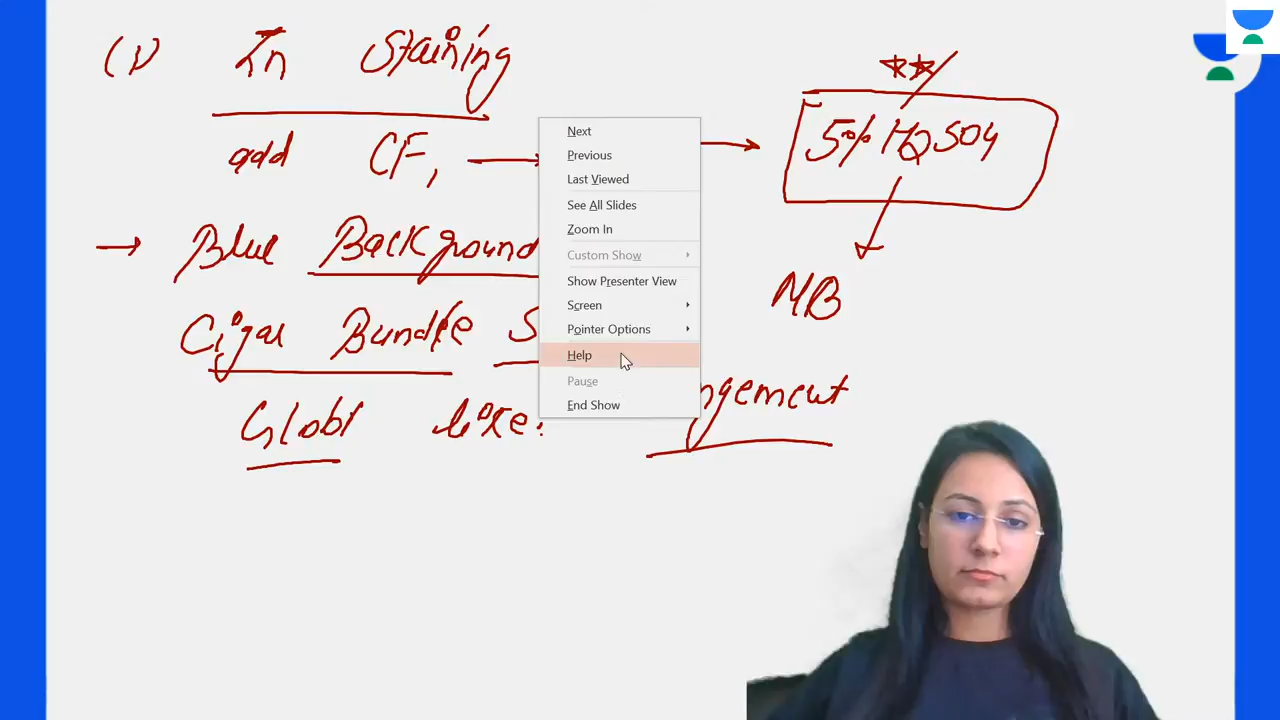 (1) In Staining
add CF,
5% H2SO4
MB
→ Blue Background
Cigar Bundle S
Globi like
ngement
Next
Previous
Last Viewed
See All Slides
Zoom In
Custom Show
Show Presenter View
Screen
Pointer Options
Help
Pause
End Show